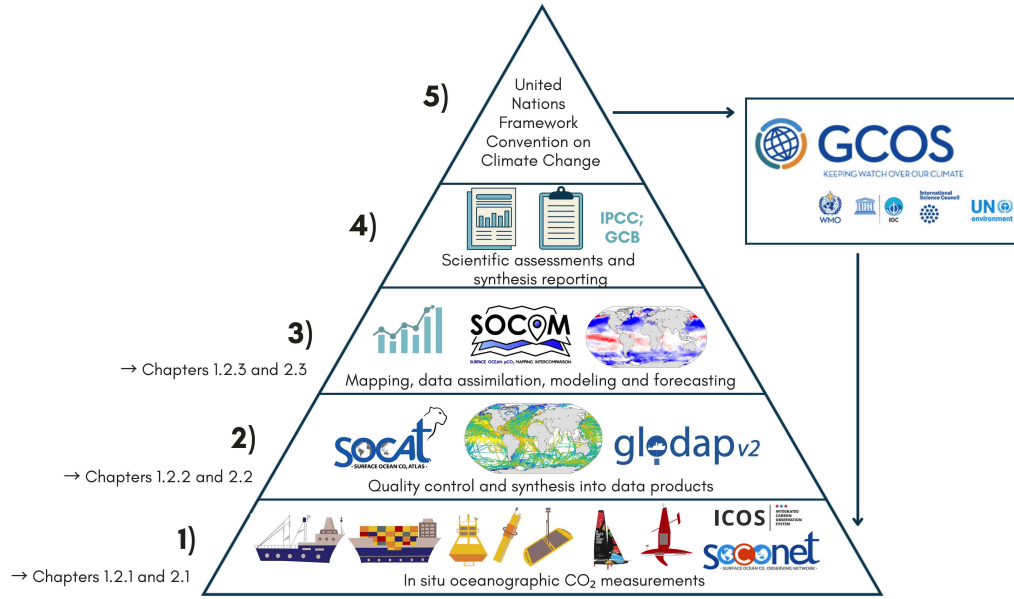 5)
United
Nations
Framework
Convention on
Climate Change
GCOS
KEEPING WATCH OVER OUR CLIMATE
WMO
IOC
International
Science Council
UN
environment
4)
IPCC;
GCB
Scientific assessments and
synthesis reporting
3)
→ Chapters 1.2.3 and 2.3
SOCOM
SURFACE OCEAN pCO₂ MAPPING INTERCOMPARISON
Mapping, data assimilation, modeling and forecasting
2)
→ Chapters 1.2.2 and 2.2
SOCAt
- SURFACE OCEAN CO₂ ATLAS -
glodap v2
Quality control and synthesis into data products
1)
→ Chapters 1.2.1 and 2.1
ICOS
INTEGRATED
CARBON
OBSERVATION
SYSTEM
soconet
- SURFACE OCEAN CO₂ OBSERVING NETWORK -
In situ oceanographic CO₂ measurements